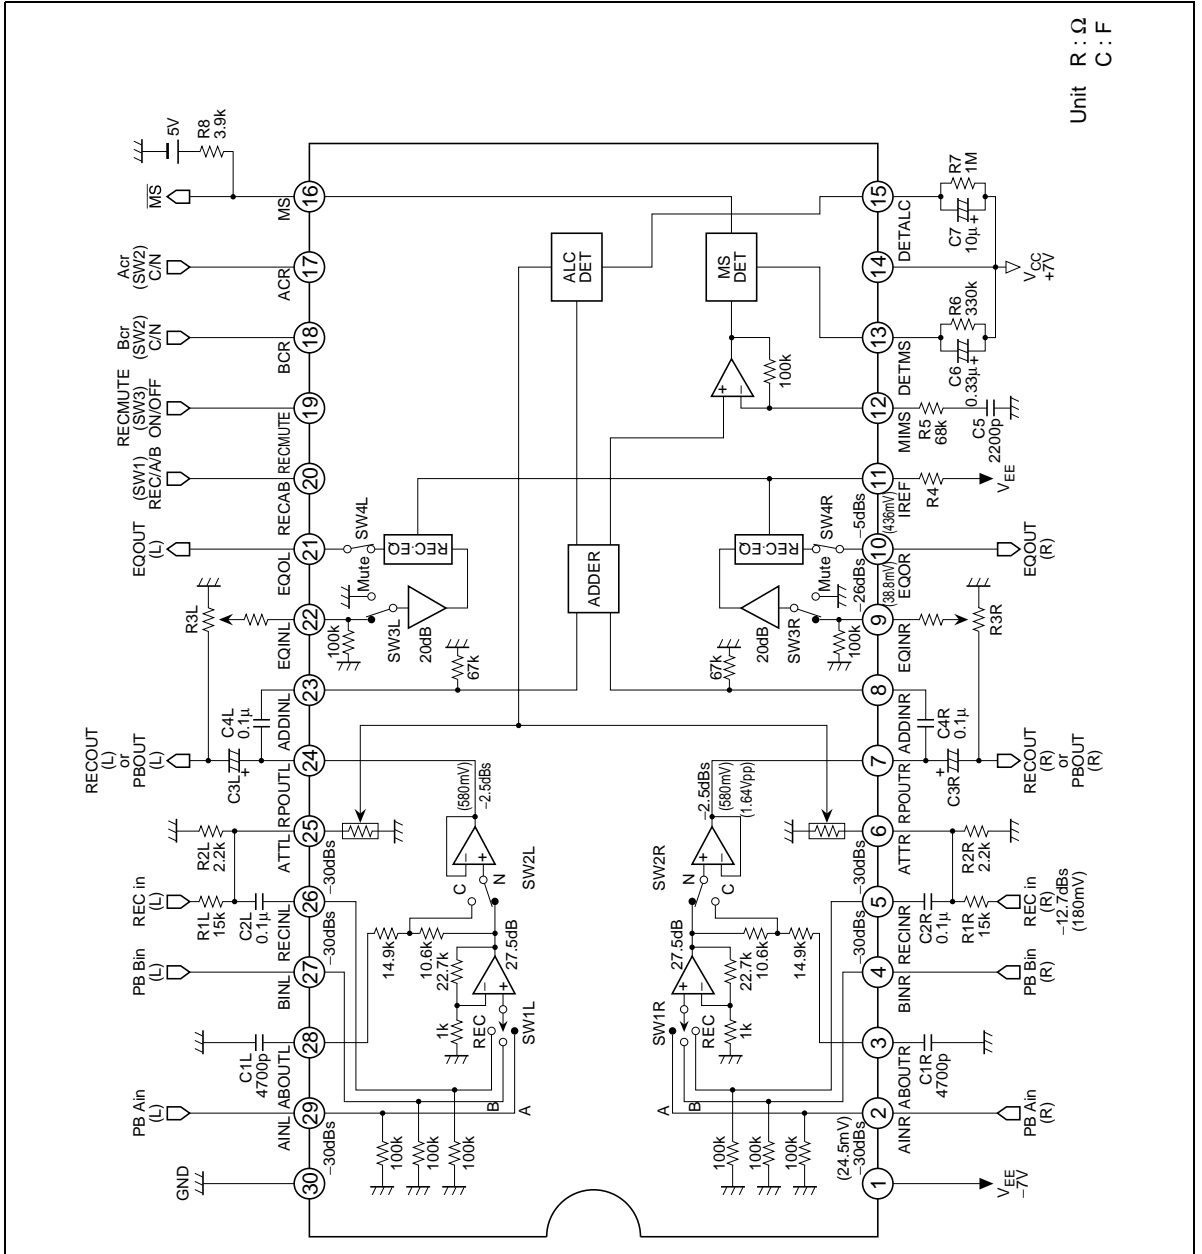 Unit R : Ω
C : F
GND
PB Ain
(L)
C1L
4700p
PB Bin
(L)
REC in
(L)
R1L
15k
C2L
0.1µ
R2L
2.2k
RECOUT
(L)
or
PBOUT
(L)
C3L
+
C4L
0.1µ
R3L
EQOUT
(L)
(SW1)
REC/A/B
RECMUTE
(SW3)
ON/OFF
Bcr
(SW2)
C/N
Acr
(SW2)
C/N
MS
5V
R8
3.9k
30
29
28
27
26
25
24
23
22
21
20
19
18
17
16
AINL
ABOUTL
BINL
RECINL
ATTL
RPOUTL
ADDINL
EQINL
EQOL
RECAB
RECMUTE
BCR
ACR
MS
−30dBs
−30dBs
−30dBs
100k
100k
100k
A
B
REC
SW1L
1k
22.7k
10.6k
14.9k
27.5dB
C
N
SW2L
(580mV)
−2.5dBs
67k
100k
SW3L
20dB
Mute
SW4L
REC.EQ
ADDER
ALC
DET
MS
DET
100k
REC.EQ
SW4R
Mute
20dB
SW3R
100k
67k
−2.5dBs
(580mV)
(1.64Vpp)
SW2R
N
C
27.5dB
22.7k
10.6k
14.9k
1k
SW1R
REC
B
A
100k
100k
100k
(24.5mV)
−30dBs
−30dBs
−30dBs
−26dBs
(38.8mV)
−5dBs
(436mV)
1
2
3
4
5
6
7
8
9
10
11
12
13
14
15
AINR
ABOUTR
BINR
RECINR
ATTR
RPOUTR
ADDINR
EQINR
EQOR
IREF
MIMS
DETMS
DETALC
VEE
−7V
PB Ain
(R)
C1R
4700p
PB Bin
(R)
REC in
(R)
−12.7dBs
(180mV)
C2R
0.1µ
R1R
15k
R2R
2.2k
RECOUT
(R)
or
PBOUT
(R)
C3R
+
C4R
0.1µ
R3R
EQOUT
(R)
R4
VEE
R5
68k
C5
2200p
C6
0.33µ
+
R6
330k
VCC
+7V
C7
10µ
+
R7
1M